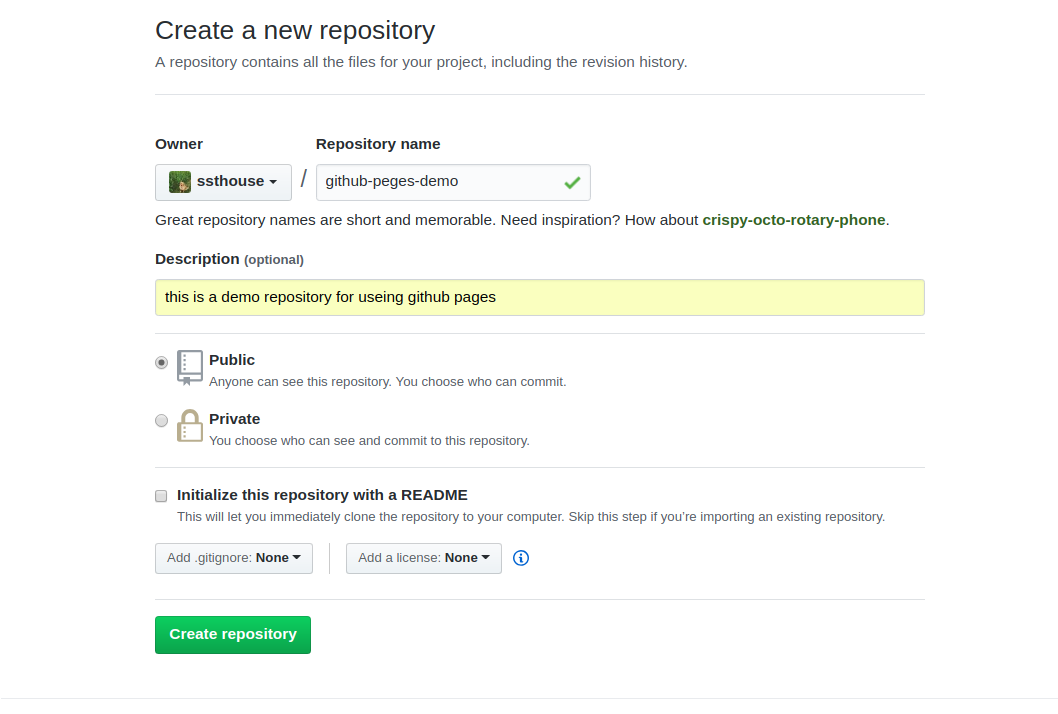 Create a new repository
A repository contains all the files for your project, including the revision history.
Owner
Repository name
ssthouse
/
github-peges-demo
Great repository names are short and memorable. Need inspiration? How about crispy-octo-rotary-phone.
Description (optional)
this is a demo repository for useing github pages
Public
Anyone can see this repository. You choose who can commit.
Private
You choose who can see and commit to this repository.
Initialize this repository with a README
This will let you immediately clone the repository to your computer. Skip this step if you’re importing an existing repository.
Add .gitignore: None
Add a license: None
Create repository